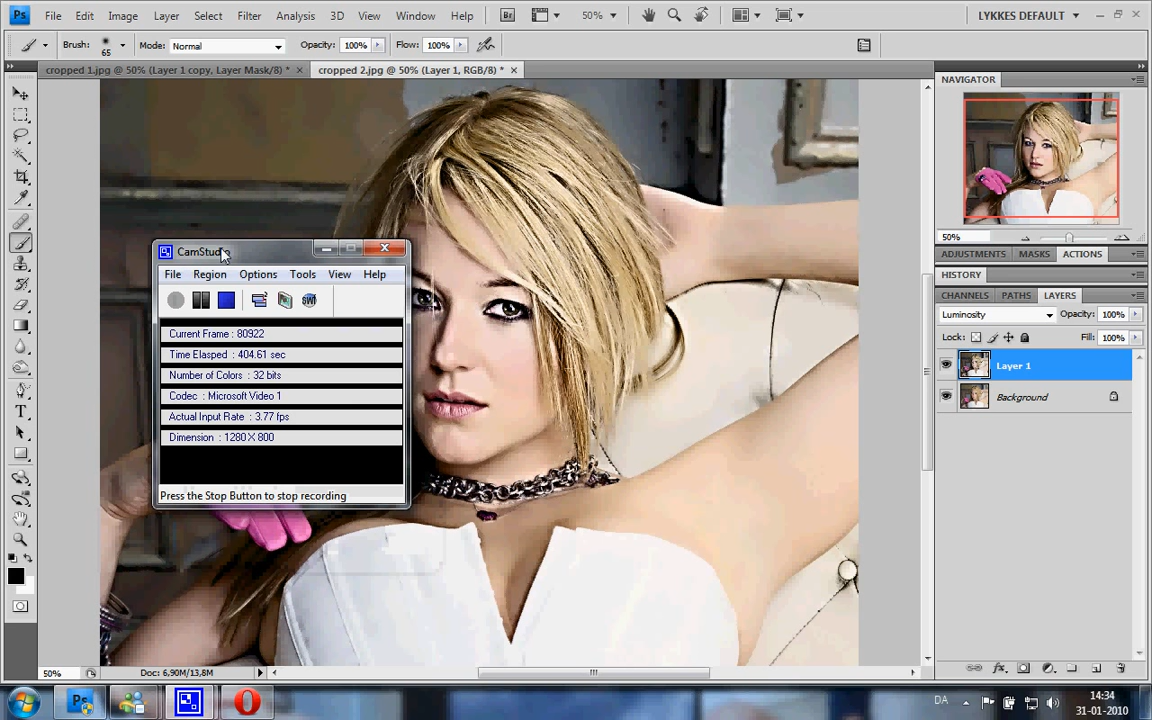 Ps File Edit Image Layer Select Filter Analysis 3D View Window Help Br 50% LYKKES DEFAULT
Brush: 65 Mode: Normal Opacity: 100% Flow: 100%
cropped 1.jpg @ 50% (Layer 1 copy, Layer Mask/8) * cropped 2.jpg @ 50% (Layer 1, RGB/8) *
NAVIGATOR
50%
ADJUSTMENTS MASKS ACTIONS
HISTORY
CHANNELS PATHS LAYERS
Luminosity Opacity: 100%
Lock: Fill: 100%
Layer 1
Background
CamStudio
File Region Options Tools View Help
SWF
Current Frame : 80922
Time Elasped : 404.61 sec
Number of Colors : 32 bits
Codec : Microsoft Video 1
Actual Input Rate : 3.77 fps
Dimension : 1280 X 800
Press the Stop Button to stop recording
T
50% Doc: 6,90M/13,8M
fx
Ps DA 14:34
31-01-2010